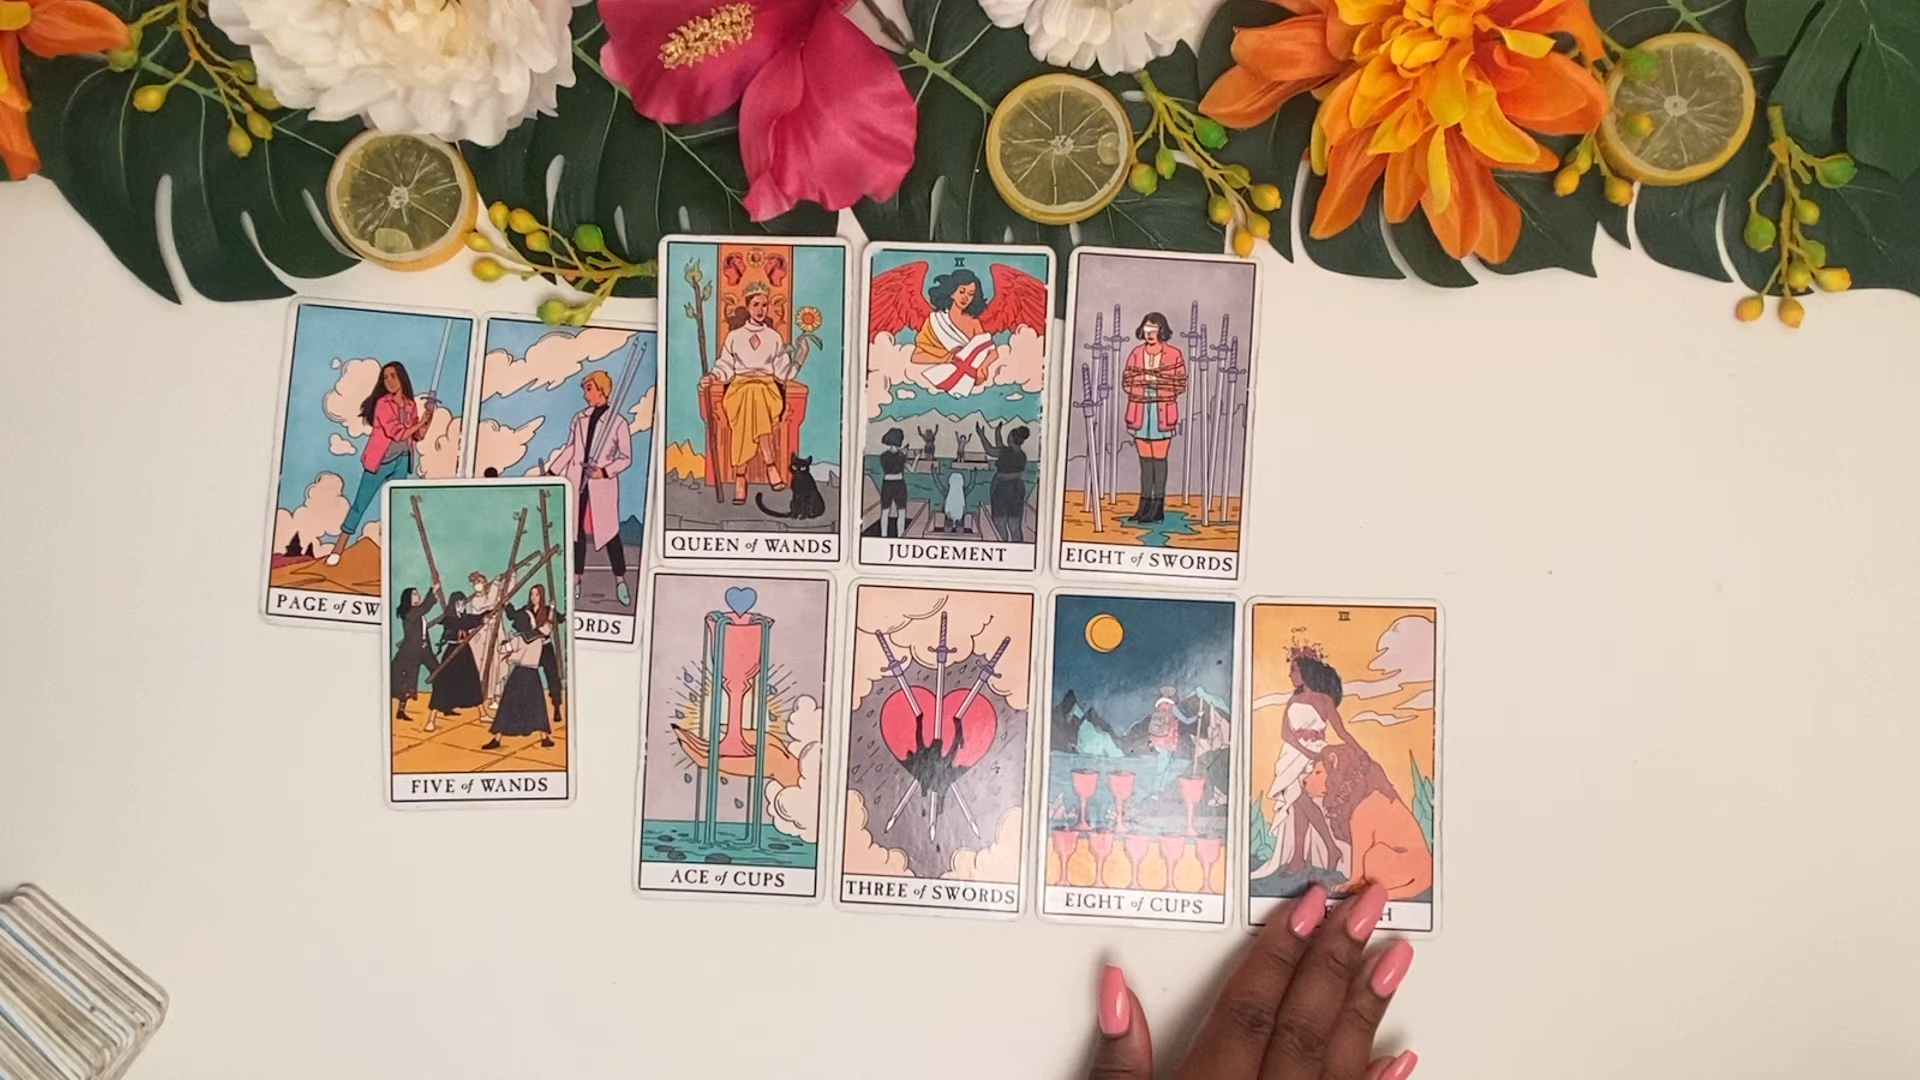 QUEEN of WANDS
JUDGEMENT
EIGHT of SWORDS
PAGE of SW
ORDS
FIVE of WANDS
ACE of CUPS
THREE of SWORDS
EIGHT of CUPS